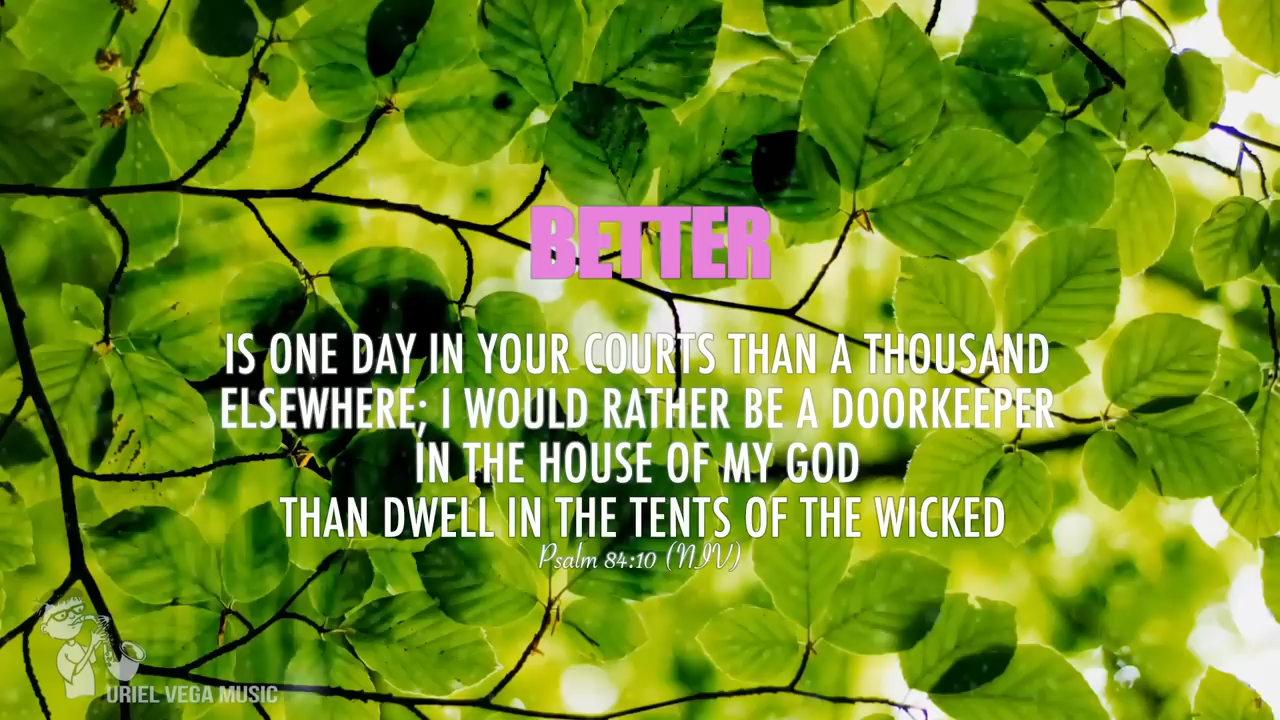 BETTER
IS ONE DAY IN YOUR COURTS THAN A THOUSAND
ELSEWHERE; I WOULD RATHER BE A DOORKEEPER
IN THE HOUSE OF MY GOD
THAN DWELL IN THE TENTS OF THE WICKED
Psalm 84:10 (NIV)
URIEL VEGA MUSIC